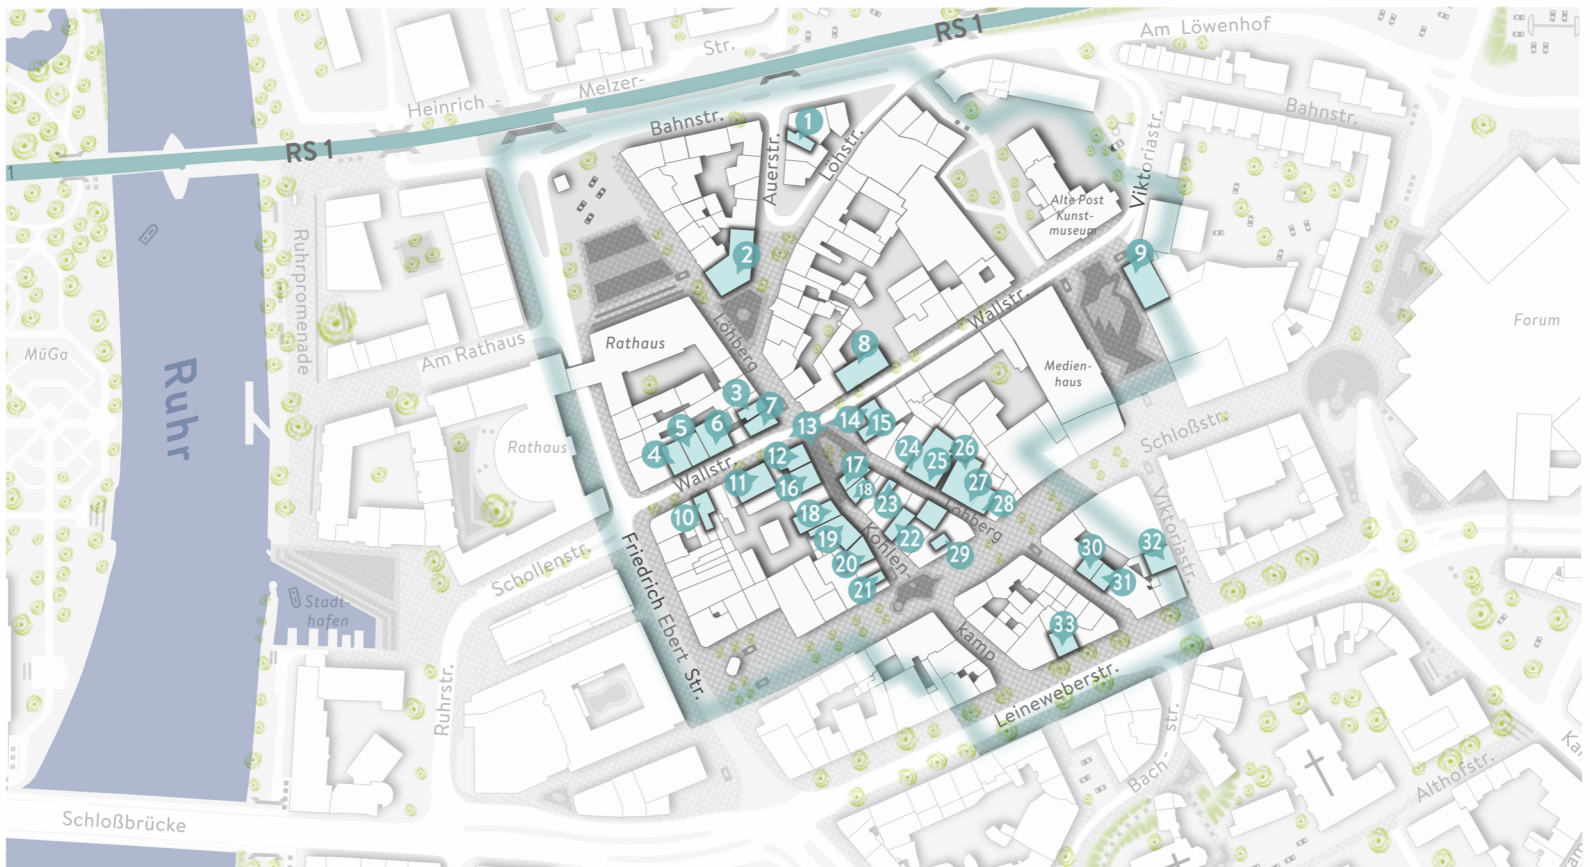 RS 1
Am Löwenhof
Str.
Melzer-
Heinrich -
Bahnstr.
Bahnstr.
1
Viktoriastr.
RS 1
1
Auerstr.
Löhstr.
Alte Post
Kunst-
museum
Ruhrpromenade
2
9
Löhberg
Wallstr.
Forum
Rathaus
Am Rathaus
MüGa
8
Medien-
haus
Ruhr
3
7
5
6
13
14
15
Schloßstr.
Rathaus
4
12
24
26
Wallstr.
17
25
11
16
18
27
23
28
10
18
Löhberg
Viktoriastr.
19
22
Kohlen-
29
30
32
20
31
21
Schollenstr.
Friedrich Ebert Str.
Stadt-
hafen
33
kamp
Leineweberstr.
Ruhrstr.
Bach-
str.
Althofstr.
Ka
Schloßbrücke